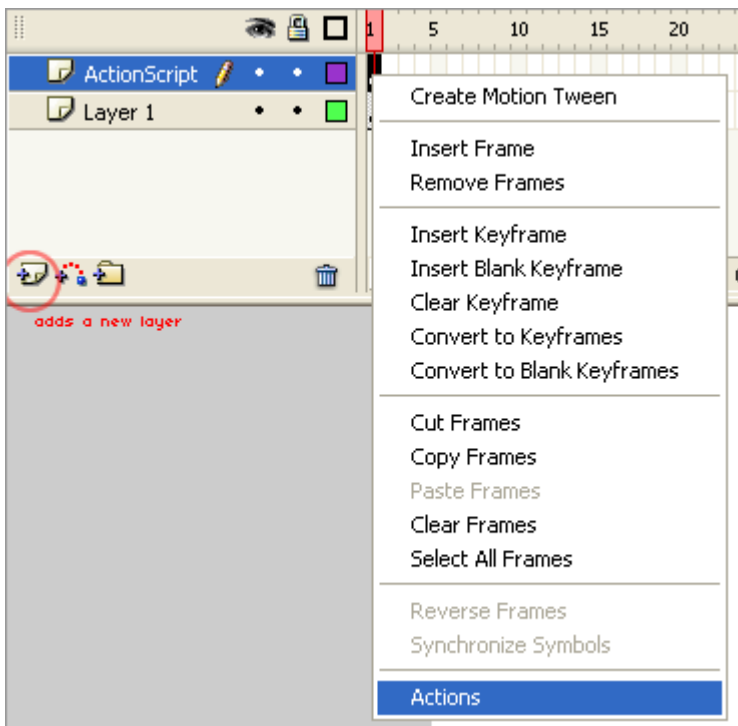 1 5 10 15 20
ActionScript
Layer 1
adds a new layer
Create Motion Tween
Insert Frame
Remove Frames
Insert Keyframe
Insert Blank Keyframe
Clear Keyframe
Convert to Keyframes
Convert to Blank Keyframes
Cut Frames
Copy Frames
Paste Frames
Clear Frames
Select All Frames
Reverse Frames
Synchronize Symbols
Actions